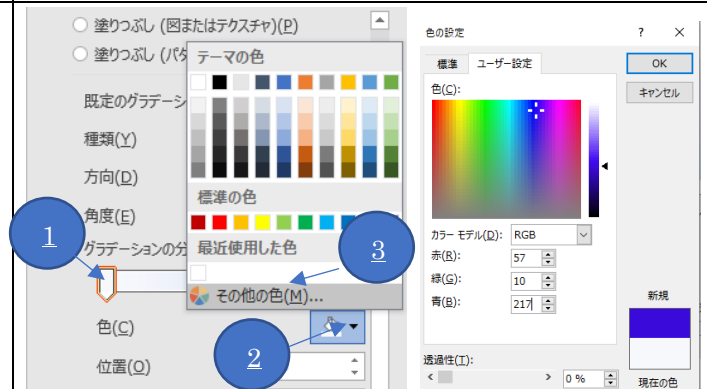 塗りつぶし (図またはテクスチャ)(P)
塗りつぶし (パタ
テーマの色
既定のグラデーシ
種類(Y)
方向(D)
標準の色
角度(E)
1
グラデーションの分
最近使用した色
3
その他の色(M)...
色(C)
2
位置(O)
色の設定
? ×
標準 ユーザー設定
OK
キャンセル
色(C):
カラー モデル(D): RGB
赤(R): 57
緑(G): 10
青(B): 217
新規
透過性(T):
0 %
現在の色